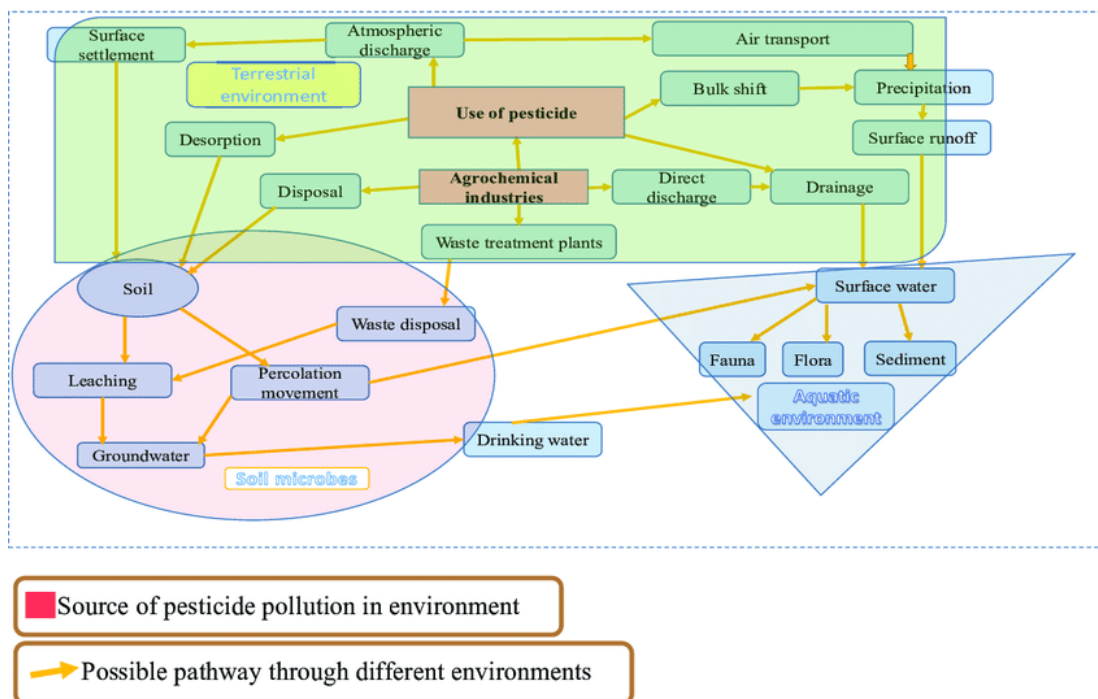 Surface
settlement
Atmospheric
discharge
Air transport
Terrestrial
environment
Bulk shift
Precipitation
Use of pesticide
Desorption
Surface runoff
Disposal
Agrochemical
industries
Direct
discharge
Drainage
Waste treatment plants
Soil
Surface water
Waste disposal
Fauna
Flora
Sediment
Leaching
Percolation
movement
Aquatic
environment
Groundwater
Drinking water
Soil microbes
Source of pesticide pollution in environment
Possible pathway through different environments